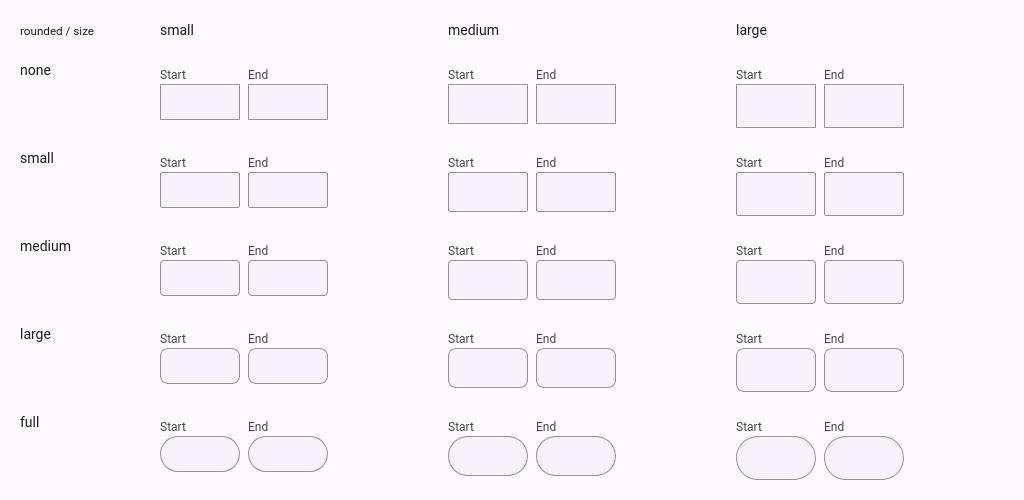 rounded / size small medium large
none Start End Start End Start End
small Start End Start End Start End
medium Start End Start End Start End
large Start End Start End Start End
full Start End Start End Start End